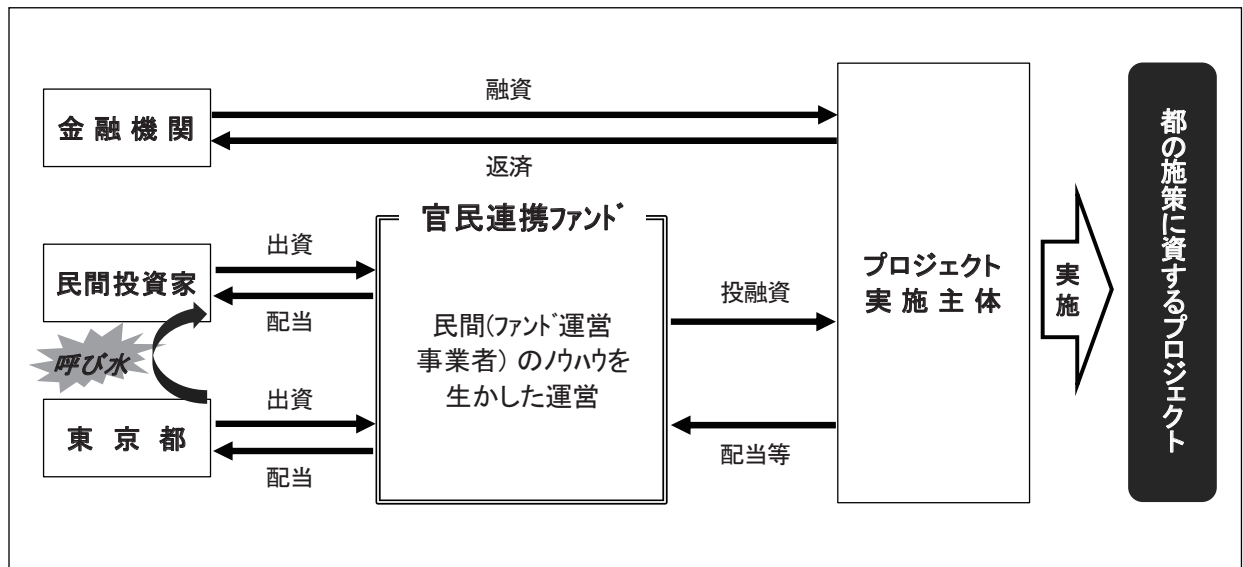 融資
金融機関
返済
官民連携ファンド
出資
民間投資家
配当
呼び水
出資
東京都
配当
民間(ファンド運営
事業者) のノウハウを
生かした運営
投融資
配当等
プロジェクト
実施主体
実施
都の施策に資するプロジェクト